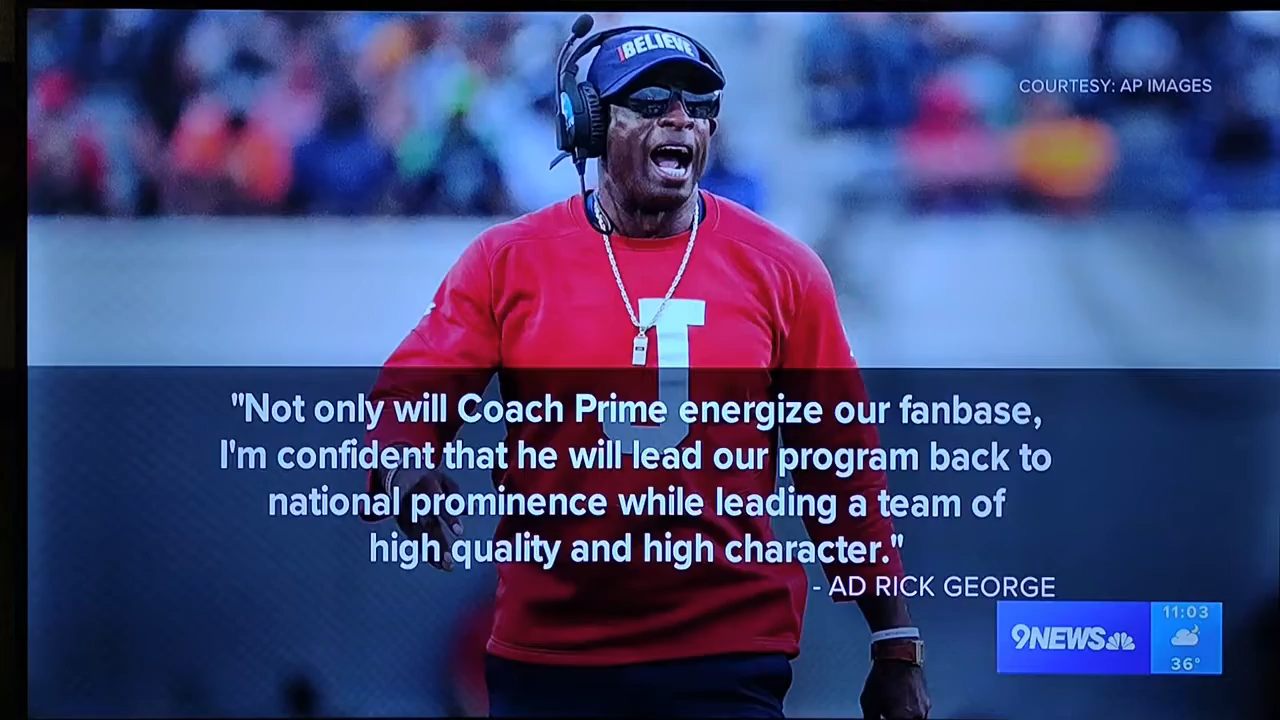 BELIEVE
COURTESY: AP IMAGES
J
"Not only will Coach Prime energize our fanbase,
I'm confident that he will lead our program back to
national prominence while leading a team of
high quality and high character."
- AD RICK GEORGE
9NEWS
11:03
36°